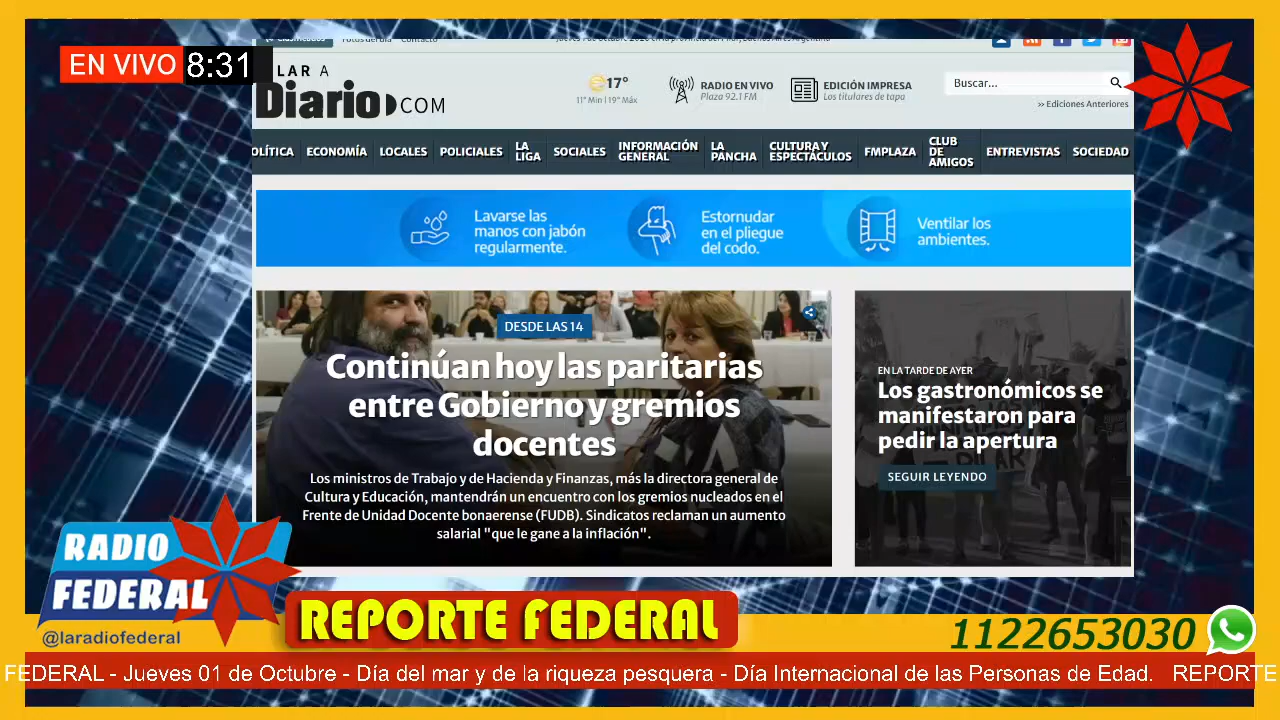 EN VIVO 8:31
Fotos del día Contacto
LAR A
Diario.COM
17°
11° Min | 19° Máx
RADIO EN VIVO
Plaza 92.1 FM
EDICIÓN IMPRESA
Los titulares de tapa
Buscar...
>> Ediciones Anteriores
OLÍTICA ECONOMÍA LOCALES POLICIALES LA LIGA SOCIALES INFORMACIÓN GENERAL LA PANCHA CULTURA Y ESPECTÁCULOS FMPLAZA CLUB DE AMIGOS ENTREVISTAS SOCIEDAD
Lavarse las
manos con jabón
regularmente.
Estornudar
en el pliegue
del codo.
Ventilar los
ambientes.
DESDE LAS 14
Continúan hoy las paritarias
entre Gobierno y gremios
docentes
Los ministros de Trabajo y de Hacienda y Finanzas, más la directora general de
Cultura y Educación, mantendrán un encuentro con los gremios nucleados en el
Frente de Unidad Docente bonaerense (FUDB). Sindicatos reclaman un aumento
salarial "que le gane a la inflación".
EN LA TARDE DE AYER
Los gastronómicos se
manifestaron para
pedir la apertura
SEGUIR LEYENDO
RADIO
FEDERAL
@laradiofederal
REPORTE FEDERAL
1122653030
FEDERAL - Jueves 01 de Octubre - Día del mar y de la riqueza pesquera - Día Internacional de las Personas de Edad. REPORTE